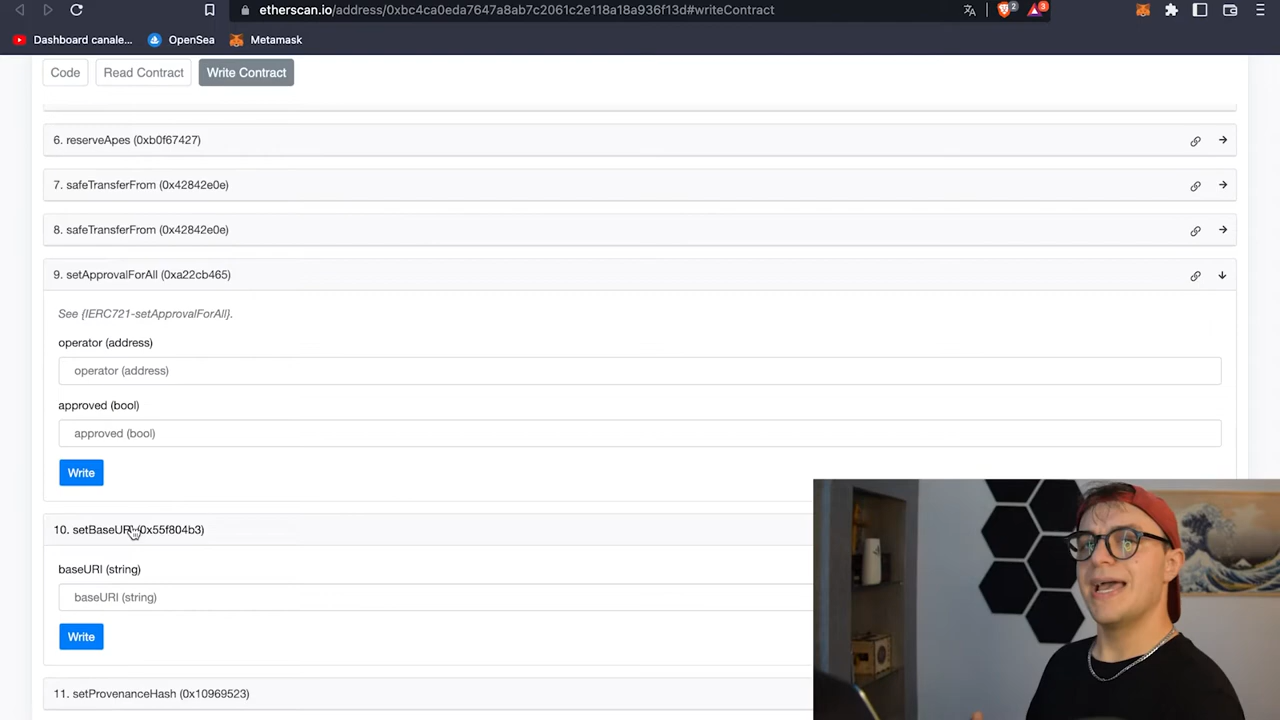 etherscan.io/address/0xbc4ca0eda7647a8ab7c2061c2e118a18a936f13d#writeContract
2
3
Dashboard canale...
OpenSea
Metamask
Code
Read Contract
Write Contract
6. reserveApes (0xb0f67427)
7. safeTransferFrom (0x42842e0e)
8. safeTransferFrom (0x42842e0e)
9. setApprovalForAll (0xa22cb465)
See {IERC721-setApprovalForAll}.
operator (address)
operator (address)
approved (bool)
approved (bool)
Write
10. setBaseURI (0x55f804b3)
baseURI (string)
baseURI (string)
Write
11. setProvenanceHash (0x10969523)